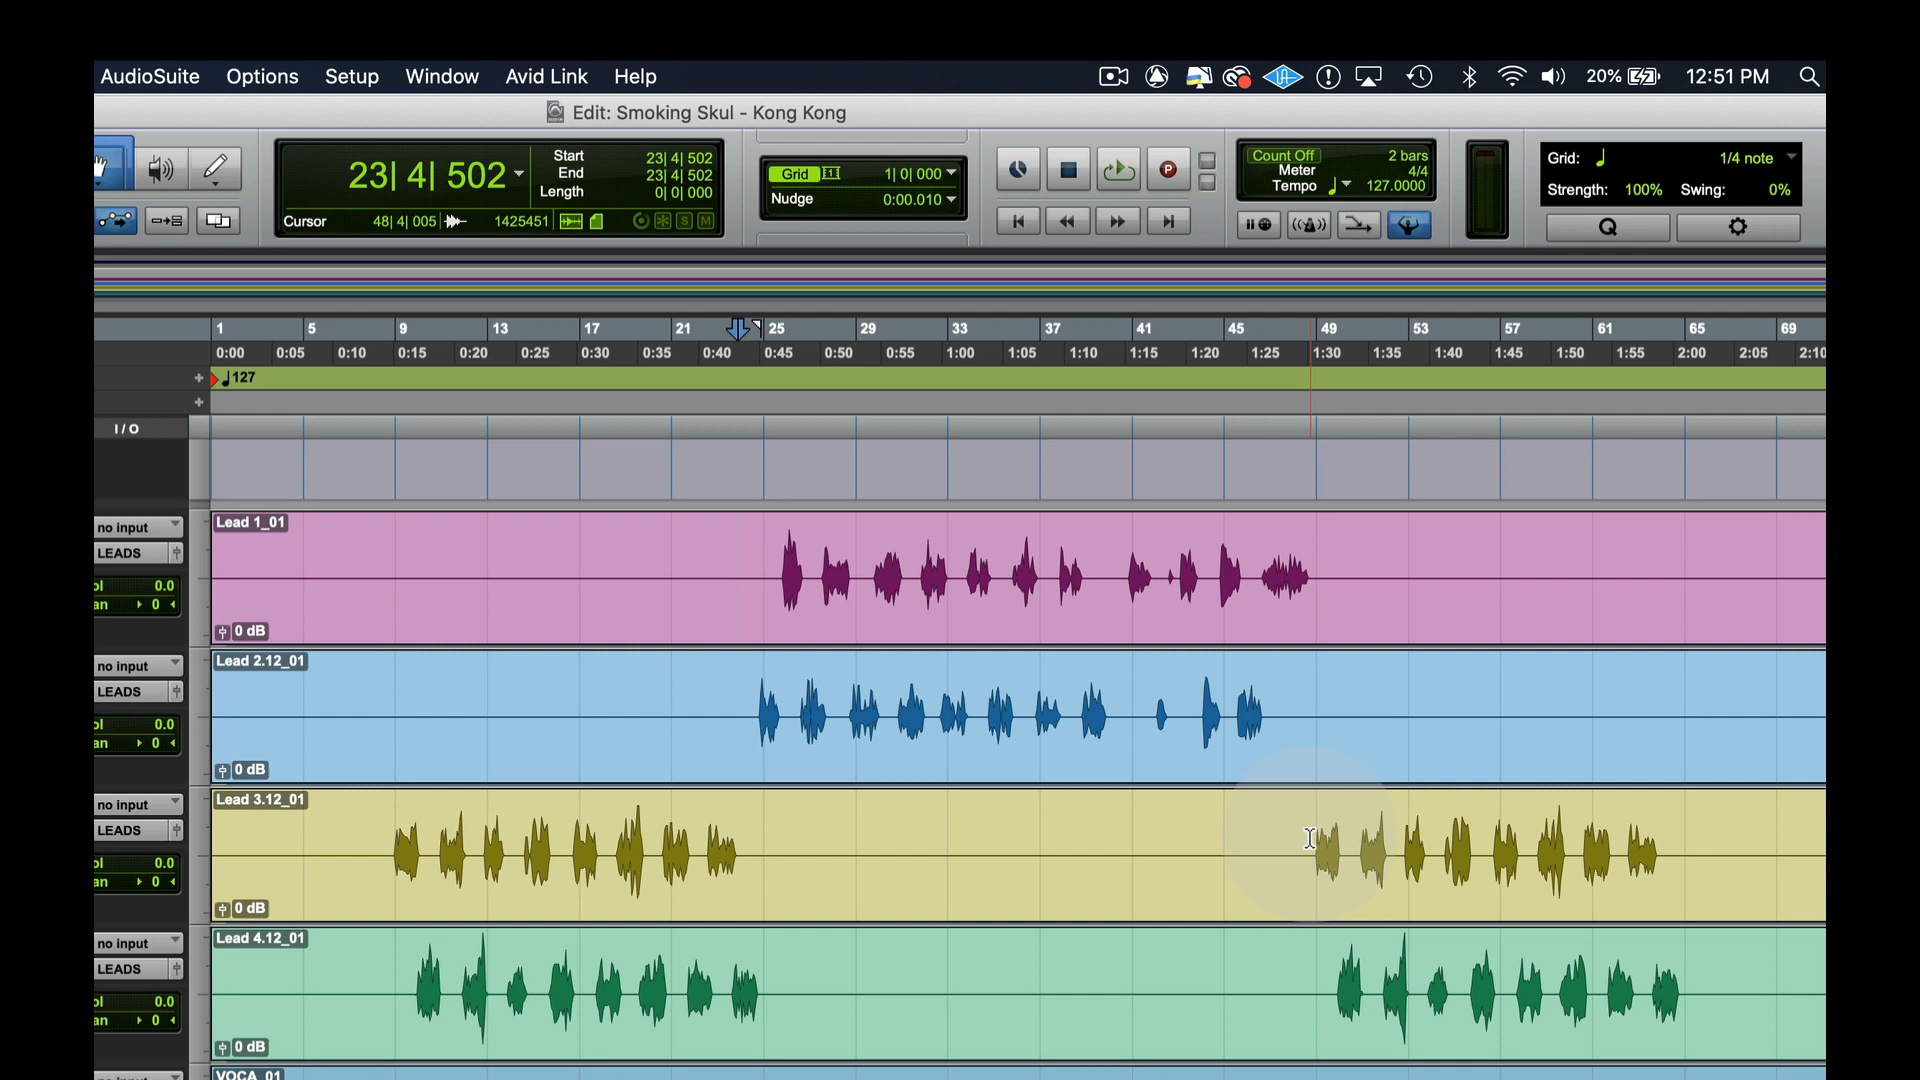 AudioSuite Options Setup Window Avid Link Help 20% 12:51 PM
Edit: Smoking Skul - Kong Kong
23| 4| 502
Start 23| 4| 502
End 23| 4| 502
Length 0| 0| 000
Cursor 48| 4| 005 1425451 S M
Grid 1| 0| 000
Nudge 0:00.010
P
Count Off 2 bars
Meter 4/4
Tempo 127.0000
Grid: 1/4 note
Strength: 100% Swing: 0%
Q
1 5 9 13 17 21 25 29 33 37 41 45 49 53 57 61 65 69
0:00 0:05 0:10 0:15 0:20 0:25 0:30 0:35 0:40 0:45 0:50 0:55 1:00 1:05 1:10 1:15 1:20 1:25 1:30 1:35 1:40 1:45 1:50 1:55 2:00 2:05 2:10
+ 127
+
I / O
no input
LEADS
ol 0.0
an 0
Lead 1_01
0 dB
no input
LEADS
ol 0.0
an 0
Lead 2.12_01
0 dB
no input
LEADS
ol 0.0
an 0
Lead 3.12_01
0 dB
no input
LEADS
ol 0.0
an 0
Lead 4.12_01
0 dB
VOCA_01